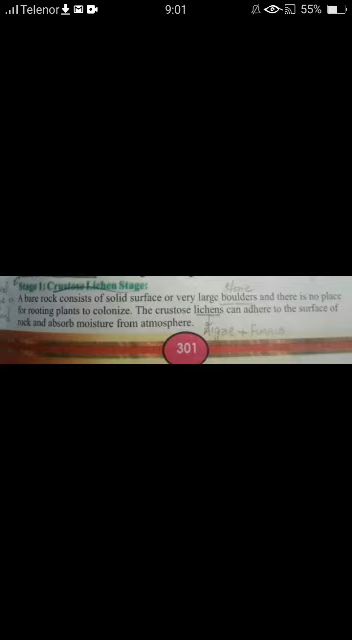 Telenor
9:01
55%
Stage 1: Crustose Lichen Stage:
Stone
A bare rock consists of solid surface or very large boulders and there is no place
for rooting plants to colonize. The crustose lichens can adhere to the surface of
rock and absorb moisture from atmosphere.
Algae + Fungus
301